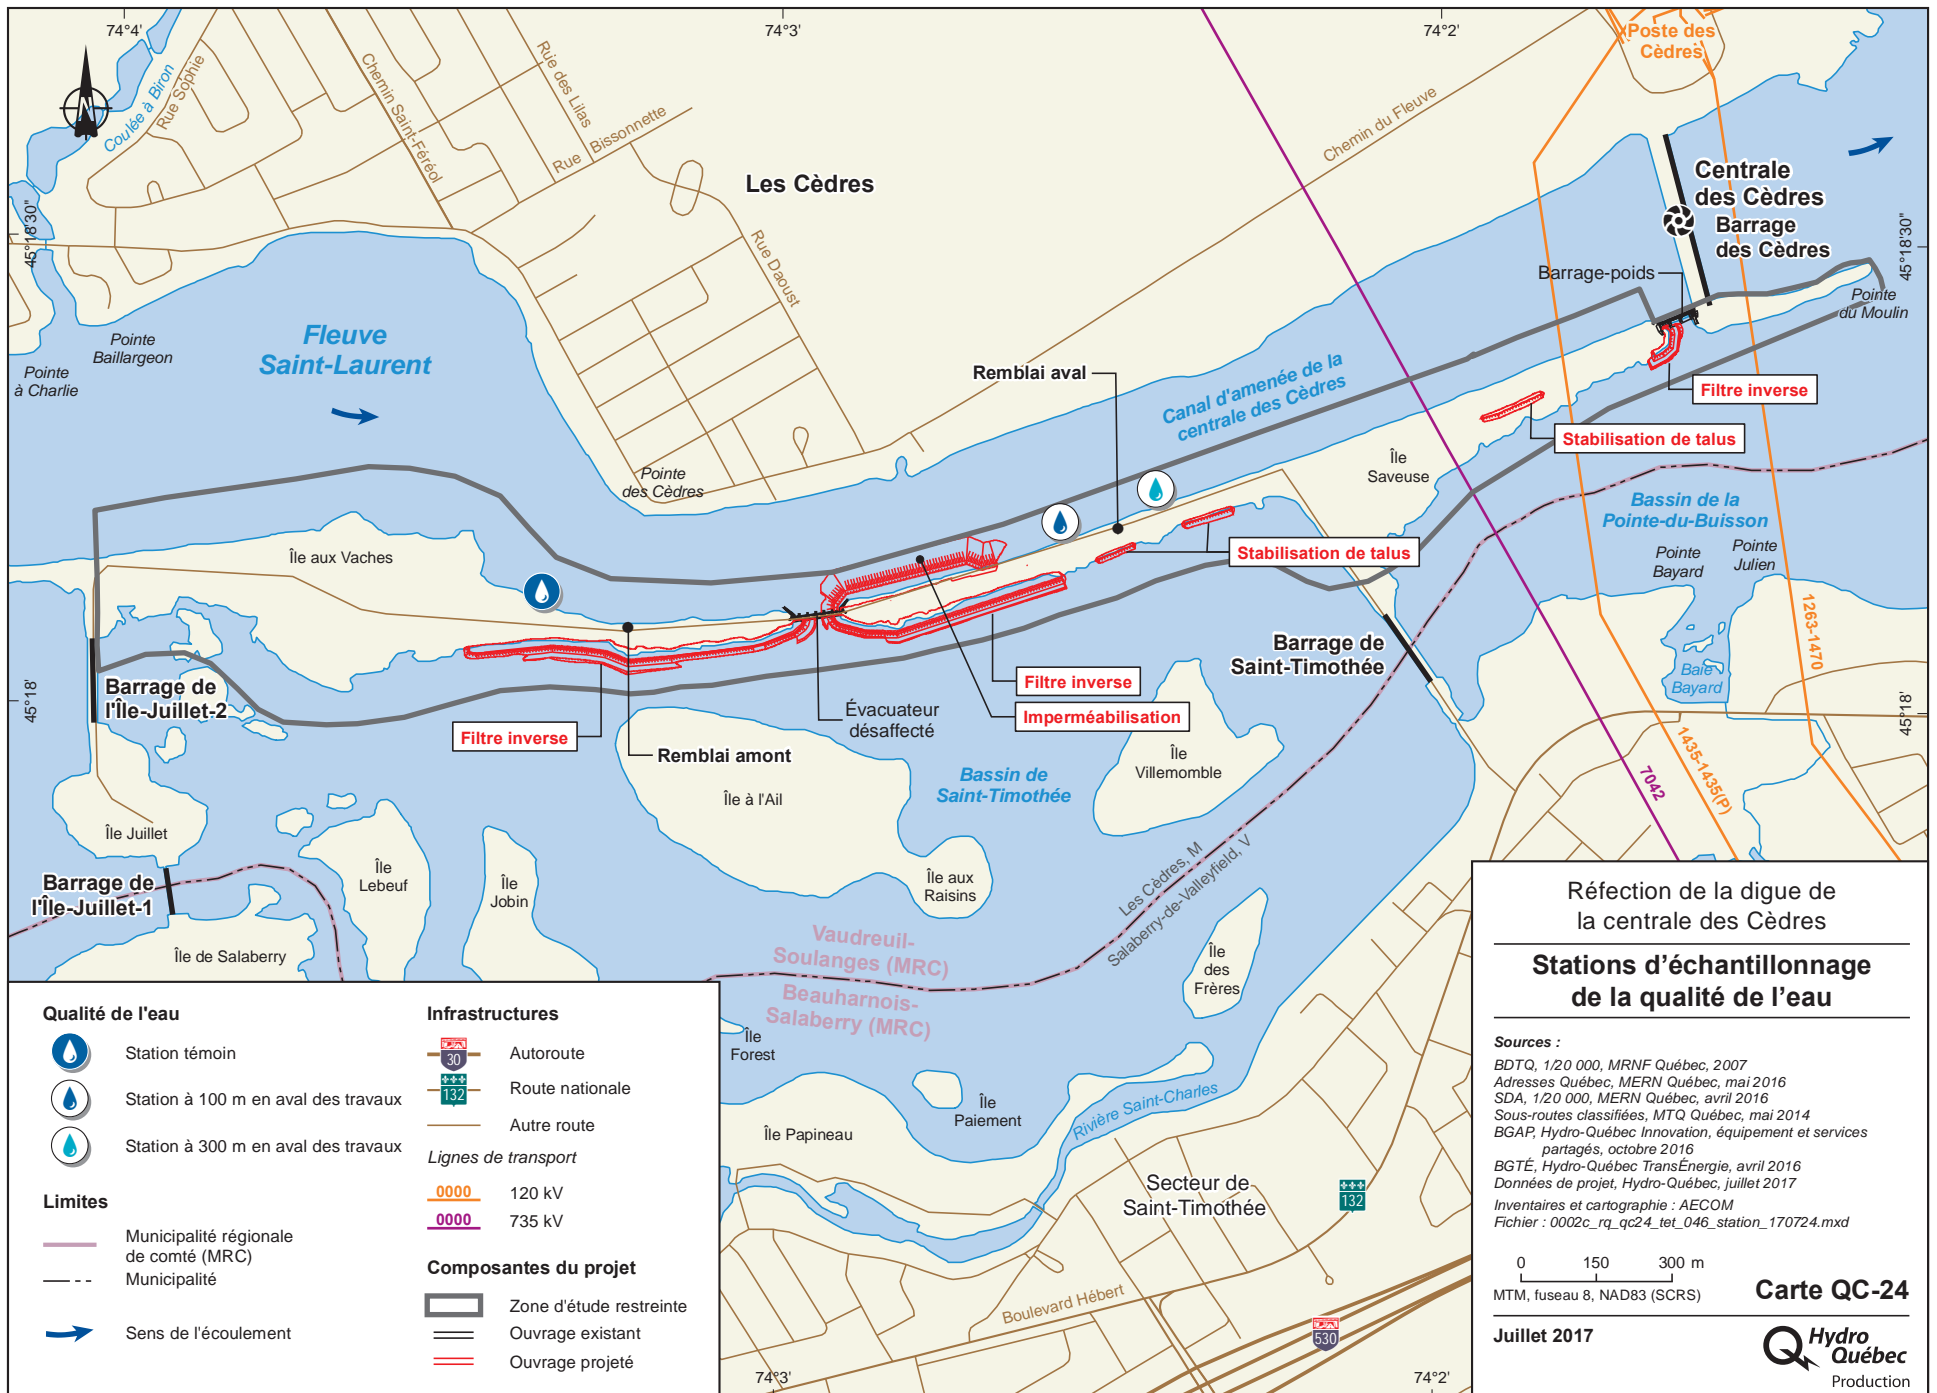 74°4'
74°3'
74°2'
Poste des
Cèdres
Coulée à Biron
Rue Sophie
Chemin Saint-Féréol
Rue des Lilas
Rue Bissonnette
Rue Daoust
Chemin du Fleuve
Les Cèdres
Centrale
des Cèdres
Barrage
des Cèdres
Barrage-poids
45°18'30"
45°18'30"
Pointe
du Moulin
Pointe
Baillargeon
Pointe
à Charlie
Fleuve
Saint-Laurent
Remblai aval
Canal d'amenée de la
centrale des Cèdres
Filtre inverse
Stabilisation de talus
Île
Saveuse
Pointe
des Cèdres
Bassin de la
Pointe-du-Buisson
Île aux Vaches
Stabilisation de talus
Pointe
Bayard
Pointe
Julien
1263-1470
Barrage de
Saint-Timothée
Baie
Bayard
45°18'
45°18'
Barrage de
l'Île-Juillet-2
Filtre inverse
Imperméabilisation
Évacuateur
désaffecté
Filtre inverse
Remblai amont
Île
Villemomble
Bassin de
Saint-Timothée
Île à l'Ail
7042
1435-1435(P)
Île Juillet
Île
Lebeuf
Île
Jobin
Île aux
Raisins
Barrage de
l'Île-Juillet-1
Les Cèdres, M
Salaberry-de-Valleyfield, V
Île de Salaberry
Vaudreuil-
Soulanges (MRC)
Beauharnois-
Salaberry (MRC)
Île
des
Frères
Île
Forest
Île
Paiement
Île Papineau
Rivière Saint-Charles
Secteur de
Saint-Timothée
132
Boulevard Hébert
530
74°3'
74°2'
Qualité de l'eau
Station témoin
Station à 100 m en aval des travaux
Station à 300 m en aval des travaux
Limites
Municipalité régionale
de comté (MRC)
Municipalité
Sens de l'écoulement
Infrastructures
30
Autoroute
132
Route nationale
Autre route
Lignes de transport
0000
120 kV
0000
735 kV
Composantes du projet
Zone d'étude restreinte
Ouvrage existant
Ouvrage projeté
Réfection de la digue de
la centrale des Cèdres
Stations d'échantillonnage
de la qualité de l'eau
Sources :
BDTQ, 1/20 000, MRNF Québec, 2007
Adresses Québec, MERN Québec, mai 2016
SDA, 1/20 000, MERN Québec, avril 2016
Sous-routes classifiées, MTQ Québec, mai 2014
BGAP, Hydro-Québec Innovation, équipement et services
partagés, octobre 2016
BGTÉ, Hydro-Québec TransÉnergie, avril 2016
Données de projet, Hydro-Québec, juillet 2017
Inventaires et cartographie : AECOM
Fichier : 0002c_rq_qc24_tet_046_station_170724.mxd
0 150 300 m
MTM, fuseau 8, NAD83 (SCRS)
Carte QC-24
Juillet 2017
Hydro
Québec
Production